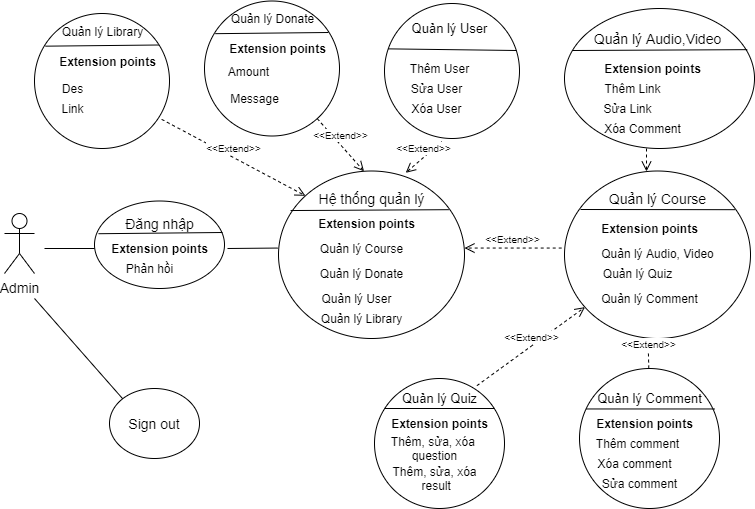 Quản lý Library
Extension points
Des
Link
Quản lý Donate
Extension points
Amount
Message
Quản lý User
Thêm User
Sửa User
Xóa User
Quản lý Audio,Video
Extension points
Thêm Link
Sửa Link
Xóa Comment
<<Extend>>
<<Extend>>
<<Extend>>
<<Extend>>
Admin
Đăng nhập
Extension points
Phản hồi
Hệ thống quản lý
Extension points
Quản lý Course
Quản lý Donate
Quản lý User
Quản lý Library
<<Extend>>
Quản lý Course
Extension points
Quản lý Audio, Video
Quản lý Quiz
Quản lý Comment
<<Extend>>
<<Extend>>
Sign out
Quản lý Quiz
Extension points
Thêm, sửa, xóa
question
Thêm, sửa, xóa
result
Quản lý Comment
Extension points
Thêm comment
Xóa comment
Sửa comment